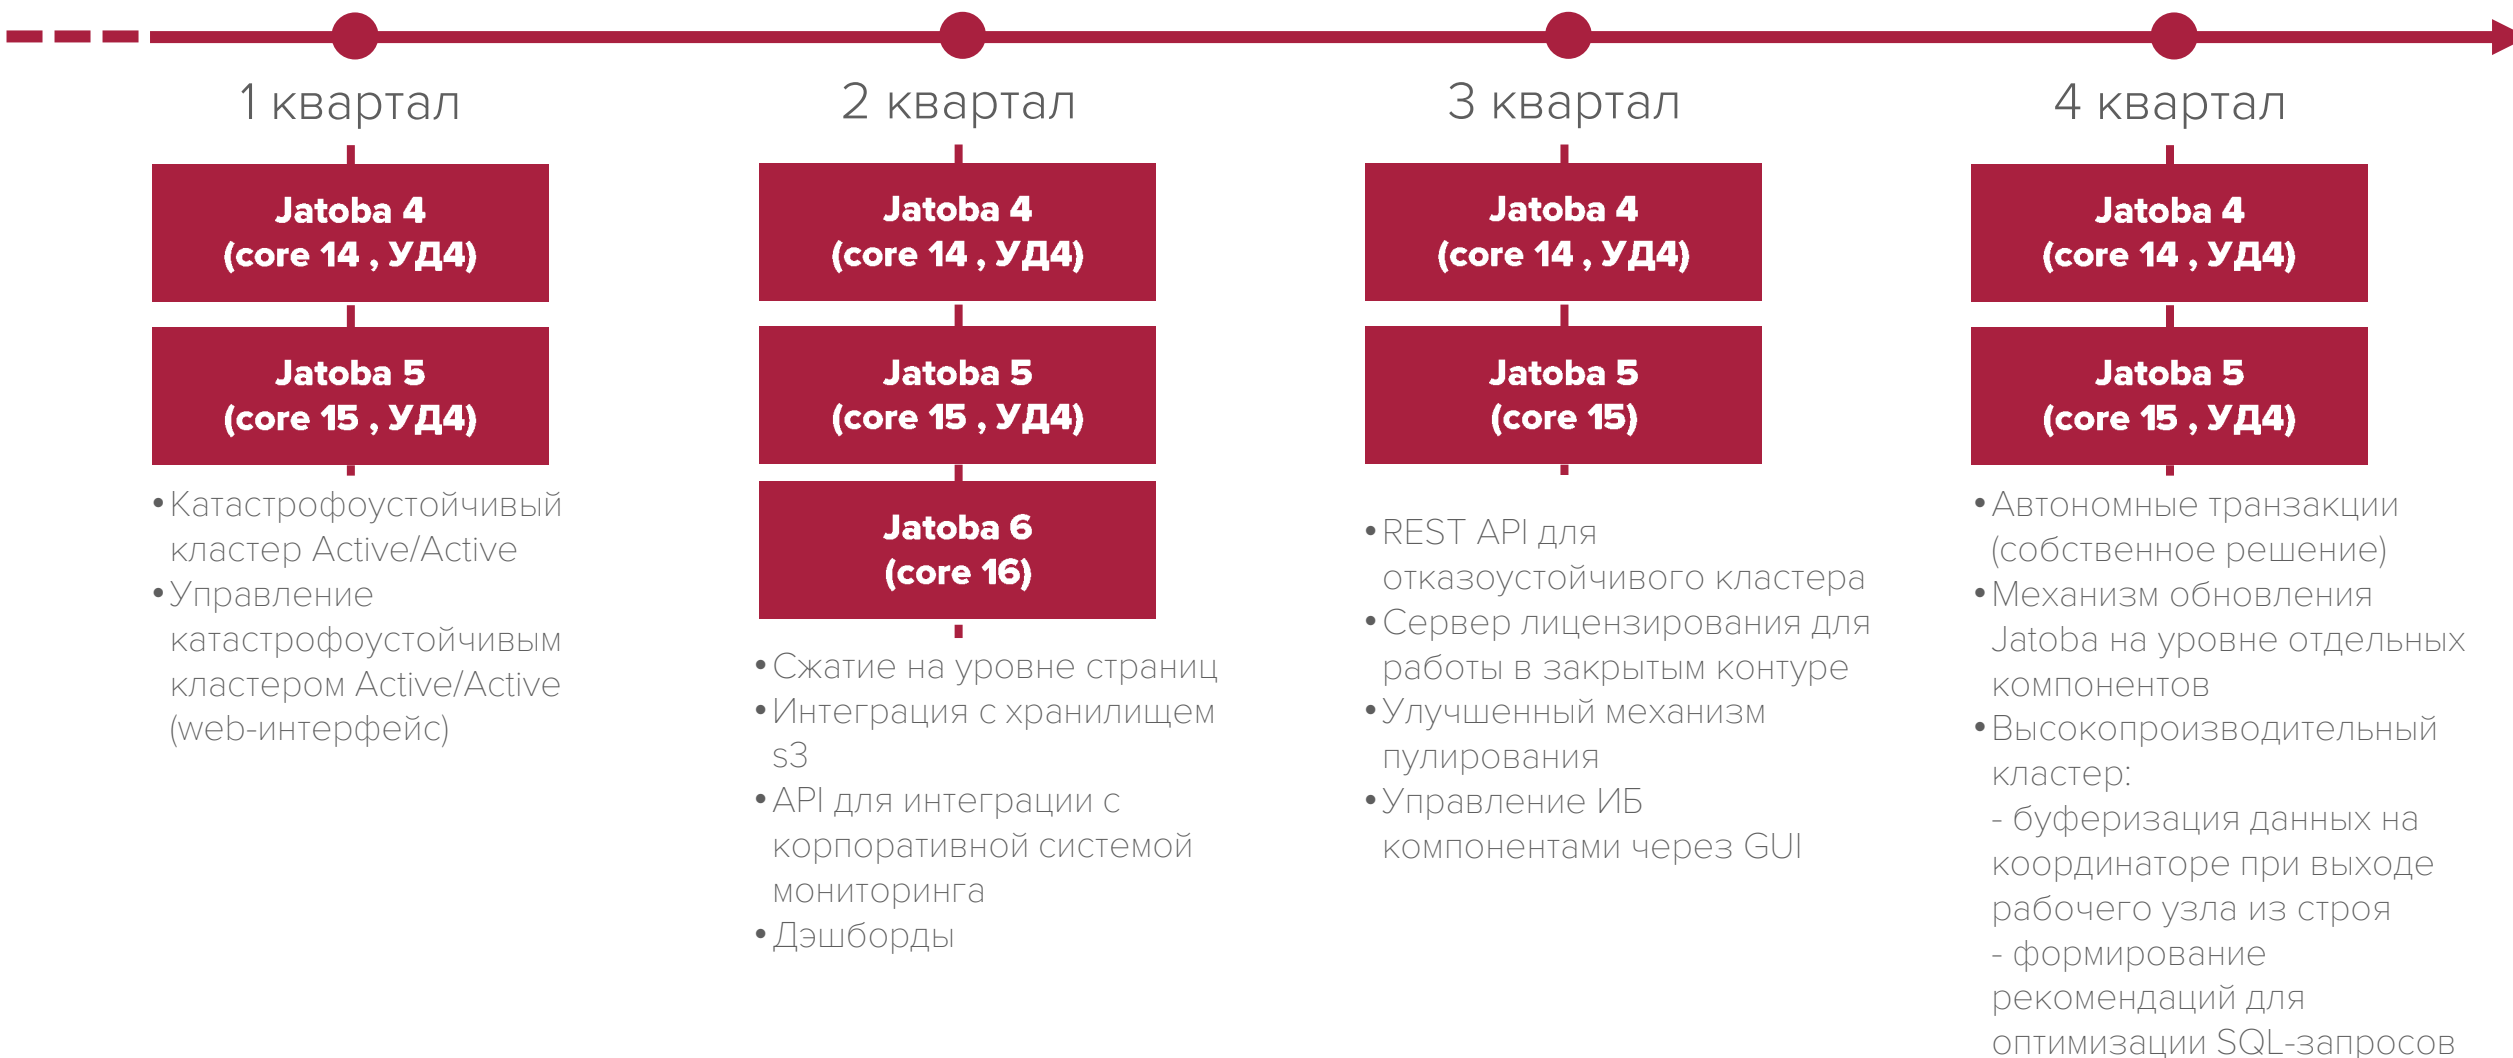 1 квартал
Jatoba 4
(core 14 , УД4)
Jatoba 5
(core 15 , УД4)
•Катастрофоустойчивый
кластер Active/Active
•Управление
катастрофоустойчивым
кластером Active/Active
(web-интерфейс)
2 квартал
Jatoba 4
(core 14 , УД4)
Jatoba 5
(core 15 , УД4)
Jatoba 6
(core 16)
•Сжатие на уровне страниц
•Интеграция с хранилищем
s3
•API для интеграции с
корпоративной системой
мониторинга
•Дэшборды
3 квартал
Jatoba 4
(core 14 , УД4)
Jatoba 5
(core 15)
•REST API для
отказоустойчивого кластера
•Сервер лицензирования для
работы в закрытым контуре
•Улучшенный механизм
пулирования
•Управление ИБ
компонентами через GUI
4 квартал
Jatoba 4
(core 14 , УД4)
Jatoba 5
(core 15 , УД4)
•Автономные транзакции
(собственное решение)
•Механизм обновления
Jatoba на уровне отдельных
компонентов
•Высокопроизводительный
кластер:
- буферизация данных на
координаторе при выходе
рабочего узла из строя
- формирование
рекомендаций для
оптимизации SQL-запросов